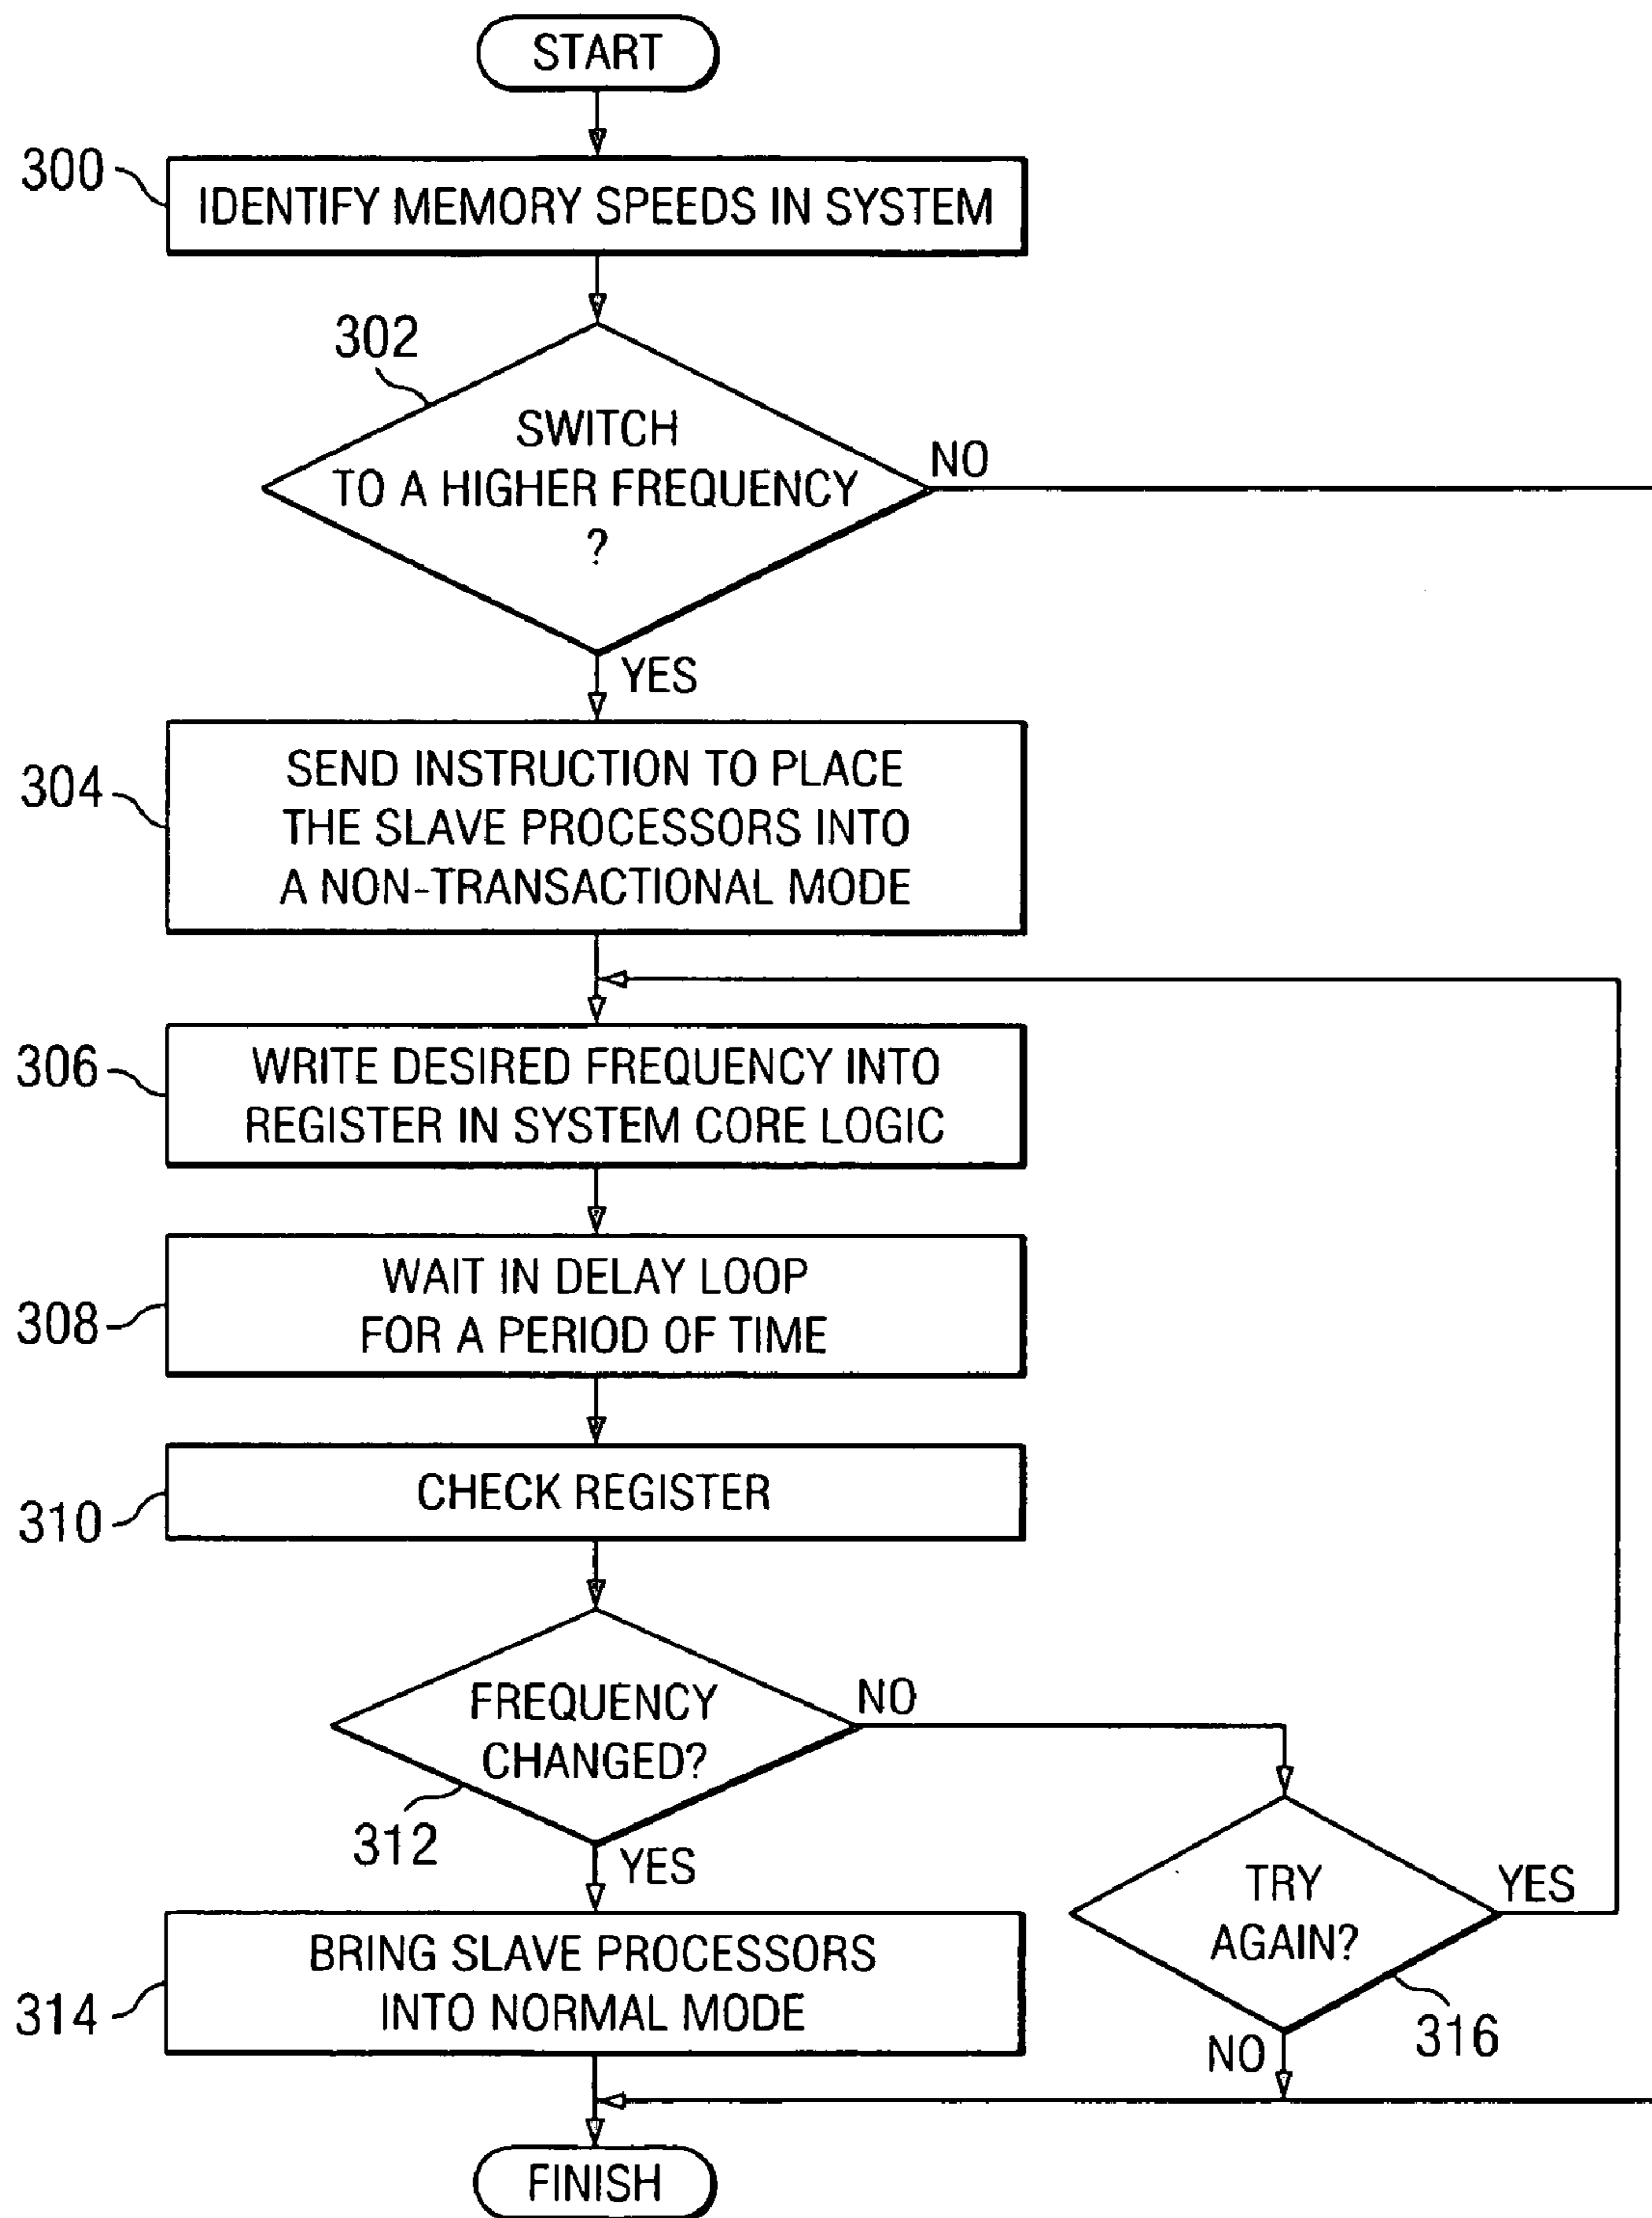 START
300
IDENTIFY MEMORY SPEEDS IN SYSTEM
302
SWITCH
TO A HIGHER FREQUENCY
?
NO
YES
304
SEND INSTRUCTION TO PLACE
THE SLAVE PROCESSORS INTO
A NON-TRANSACTIONAL MODE
306
WRITE DESIRED FREQUENCY INTO
REGISTER IN SYSTEM CORE LOGIC
308
WAIT IN DELAY LOOP
FOR A PERIOD OF TIME
310
CHECK REGISTER
FREQUENCY
CHANGED?
NO
312
YES
TRY
AGAIN?
YES
316
NO
314
BRING SLAVE PROCESSORS
INTO NORMAL MODE
FINISH